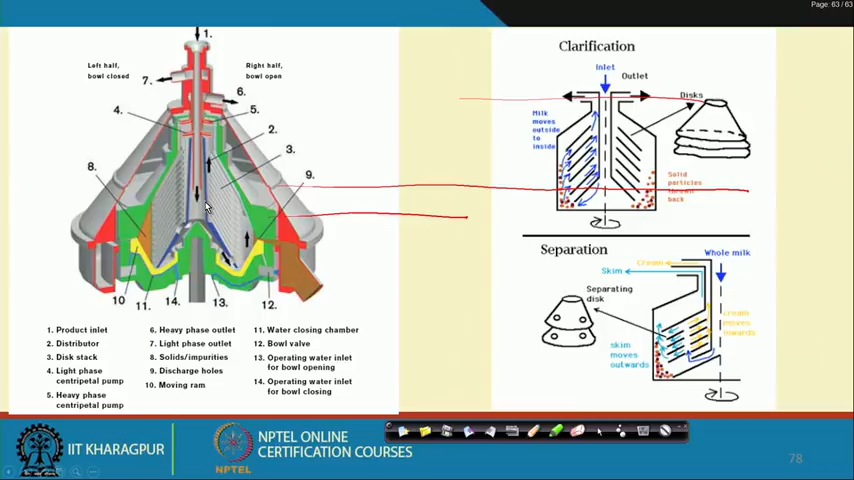 Page: 63 / 63
1.
Left half,
bowl closed
Right half,
bowl open
7.
6.
4.
5.
2.
3.
8.
9.
10
11.
14.
13.
12.
1. Product inlet
2. Distributor
3. Disk stack
4. Light phase
centripetal pump
5. Heavy phase
centripetal pump
6. Heavy phase outlet
7. Light phase outlet
8. Solids/impurities
9. Discharge holes
10. Moving ram
11. Water closing chamber
12. Bowl valve
13. Operating water inlet
for bowl opening
14. Operating water inlet
for bowl closing
Clarification
Inlet
Outlet
Disks
Milk
moves
outside
to
inside
Solid
particles
thrown
back
Separation
Whole milk
Cream
Skim
Separating
disk
cream
moves
inwards
skim
moves
outwards
IIT KHARAGPUR
NPTEL
NPTEL ONLINE
CERTIFICATION COURSES
78